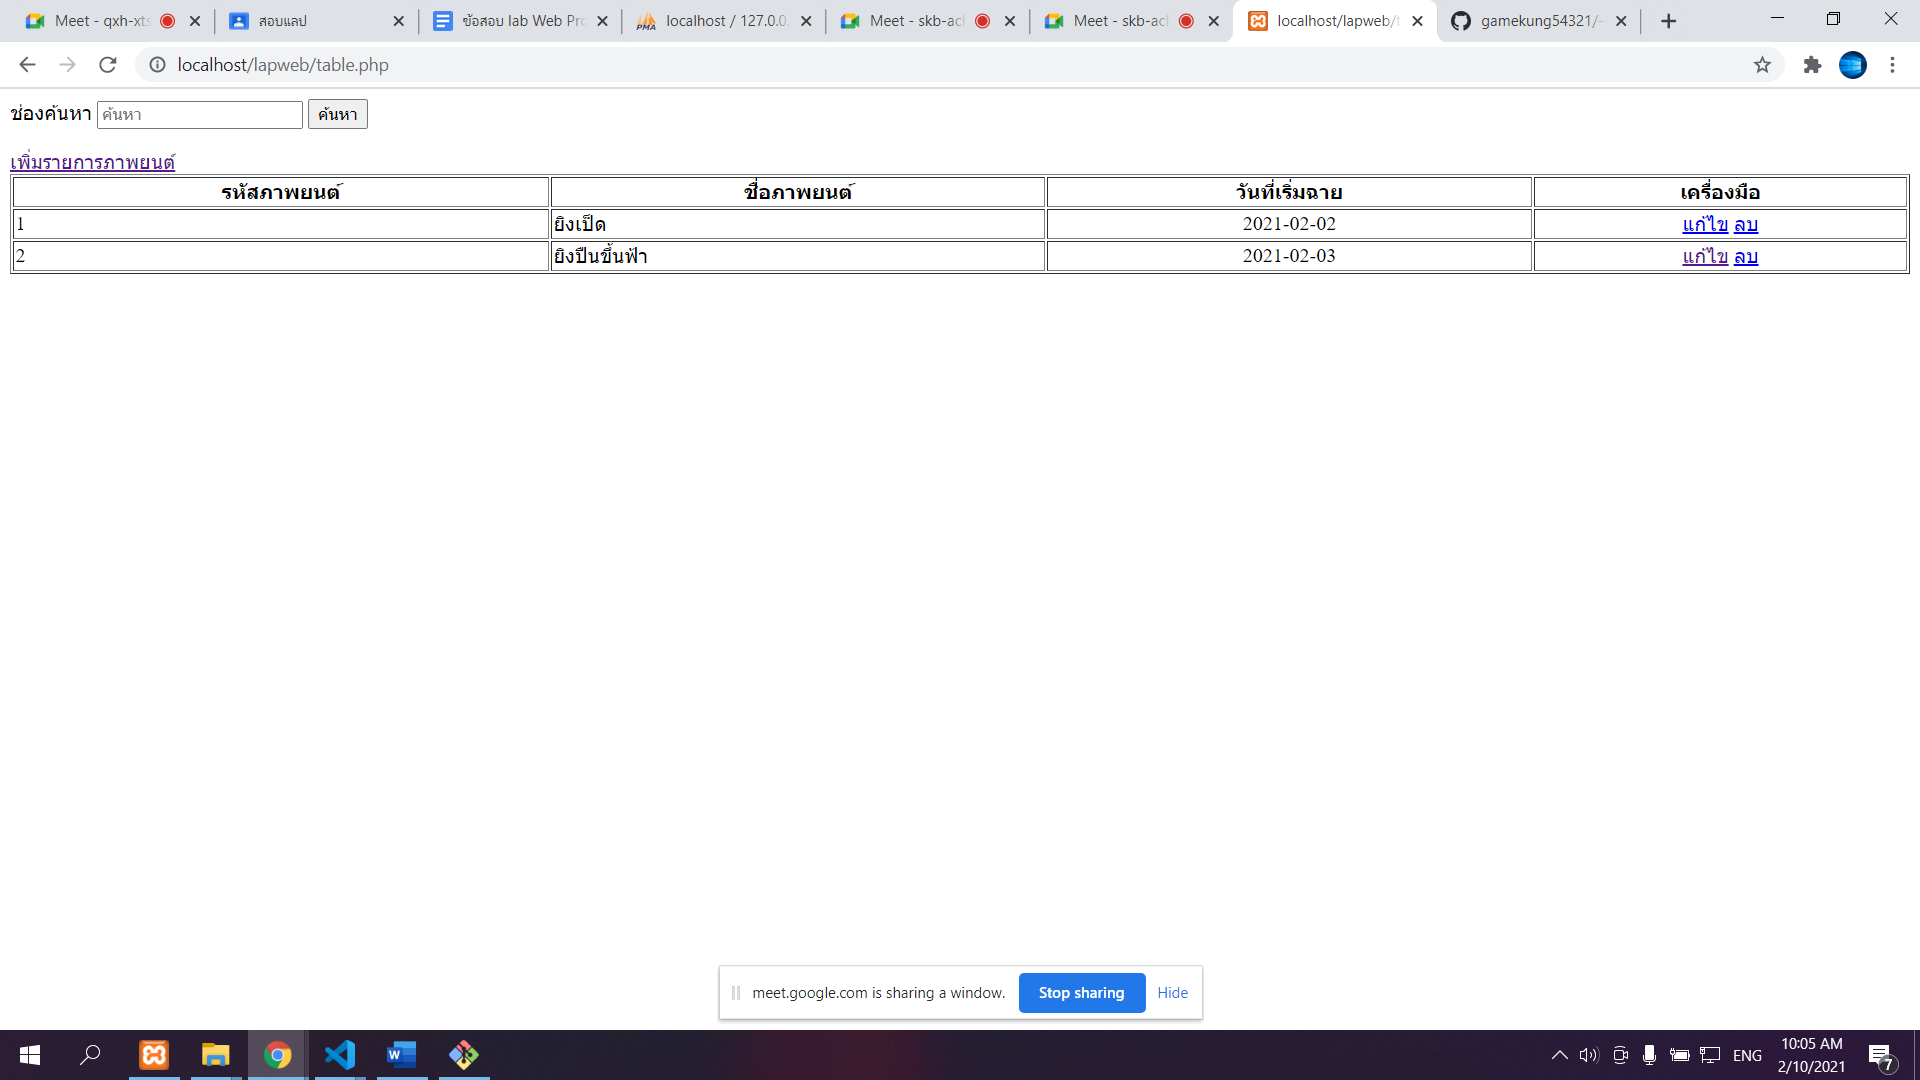 Meet - qxh-xts
สอบแลป
ข้อสอบ lab Web Pro
localhost / 127.0.0.
Meet - skb-ach
Meet - skb-ach
localhost/lapweb/t
gamekung54321/-
localhost/lapweb/table.php
ช่องค้นหา ค้นหา ค้นหา
เพิ่มรายการภาพยนต์
รหัสภาพยนต์ ชื่อภาพยนต์ วันที่เริ่มฉาย เครื่องมือ
1 ยิงเป็ด 2021-02-02 แก้ไข ลบ
2 ยิงปืนขึ้นฟ้า 2021-02-03 แก้ไข ลบ
meet.google.com is sharing a window. Stop sharing Hide
ENG
10:05 AM
2/10/2021
7